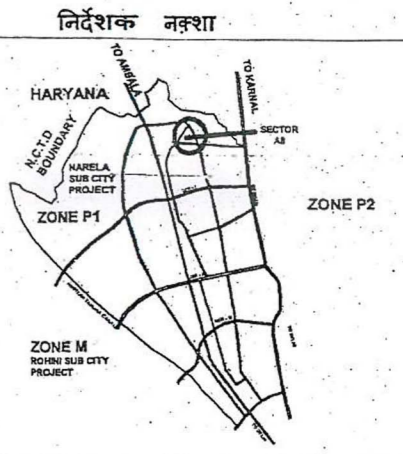 निर्देशक नक़्शा
TO AMBALA
TO KARNAL
HARYANA
N.C.T.D
BOUNDARY
SECTOR
A8
NARELA
SUB CITY
PROJECT
ZONE P1
ZONE P2
ZONE M
ROHINI SUB CITY
PROJECT